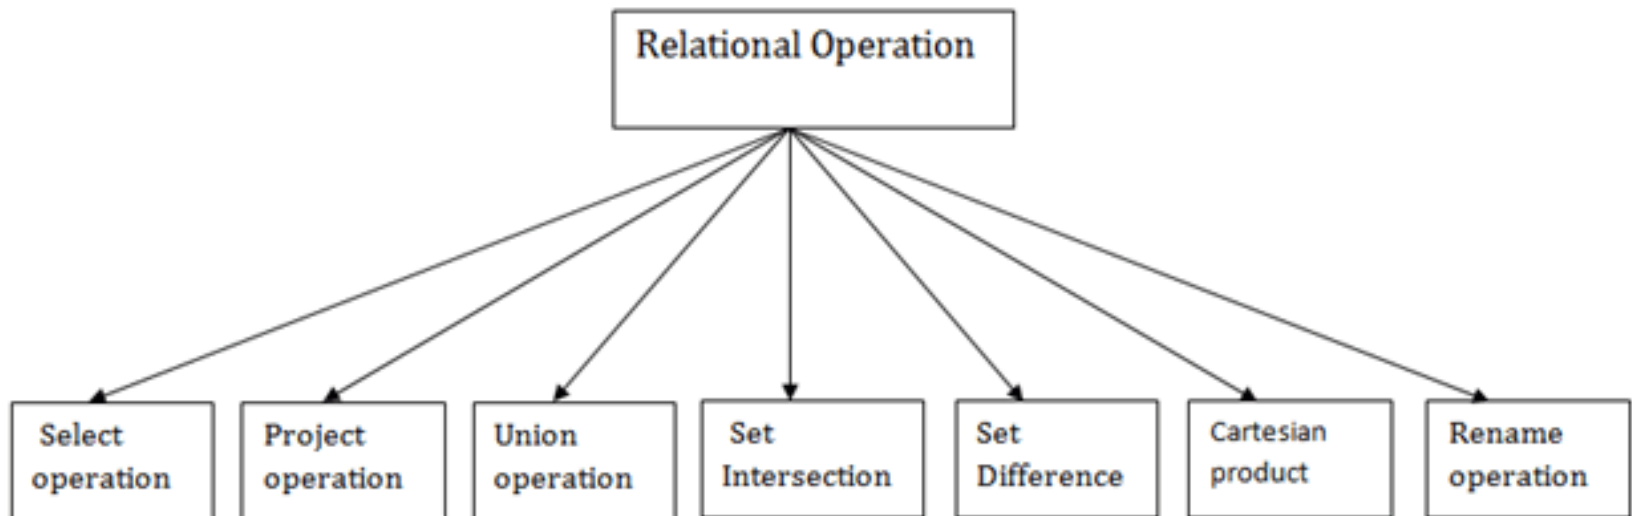 Relational Operation
Select
operation
Project
operation
Union
operation
Set
Intersection
Set
Difference
Cartesian
product
Rename
operation